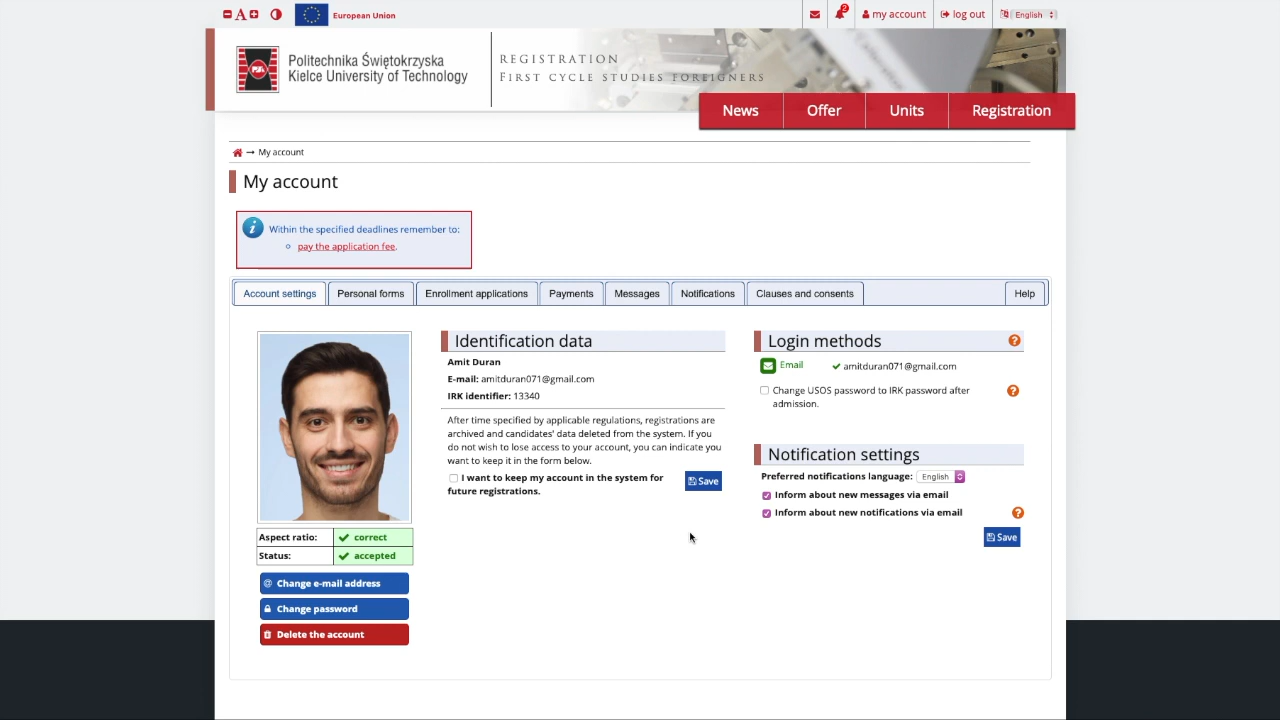 A
European Union
2
my account
log out
English
Politechnika Świętokrzyska
Kielce University of Technology
REGISTRATION
FIRST CYCLE STUDIES FOREIGNERS
News
Offer
Units
Registration
My account
My account
Within the specified deadlines remember to:
pay the application fee.
Account settings
Personal forms
Enrollment applications
Payments
Messages
Notifications
Clauses and consents
Help
Aspect ratio: correct
Status: accepted
@ Change e-mail address
Change password
Delete the account
Identification data
Amit Duran
E-mail: amitduran071@gmail.com
IRK identifier: 13340
After time specified by applicable regulations, registrations are
archived and candidates' data deleted from the system. If you
do not wish to lose access to your account, you can indicate you
want to keep it in the form below.
I want to keep my account in the system for
future registrations.
Save
Login methods ?
Email amitduran071@gmail.com
Change USOS password to IRK password after ?
admission.
Notification settings
Preferred notifications language: English
Inform about new messages via email
Inform about new notifications via email ?
Save